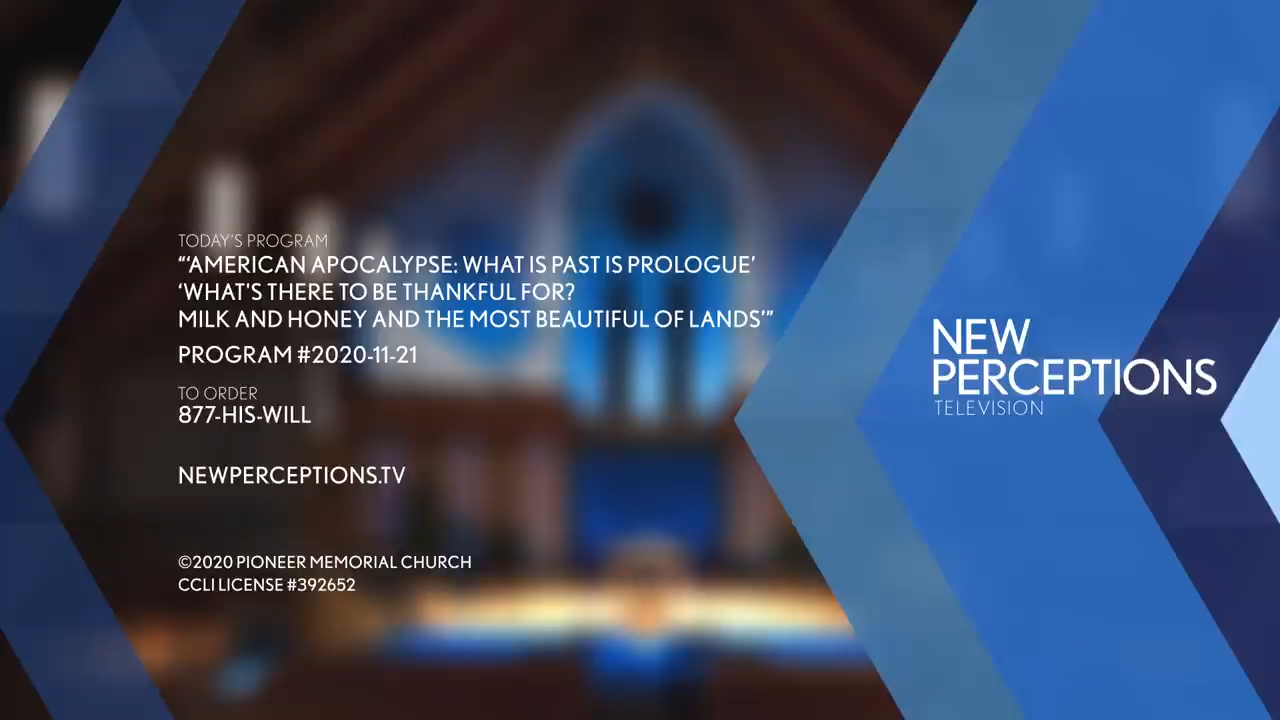 TODAY'S PROGRAM
“‘AMERICAN APOCALYPSE: WHAT IS PAST IS PROLOGUE’
‘WHAT'S THERE TO BE THANKFUL FOR?
MILK AND HONEY AND THE MOST BEAUTIFUL OF LANDS’”
PROGRAM #2020-11-21
TO ORDER
877-HIS-WILL
NEWPERCEPTIONS.TV
©2020 PIONEER MEMORIAL CHURCH
CCLI LICENSE #392652
NEW
PERCEPTIONS
TELEVISION